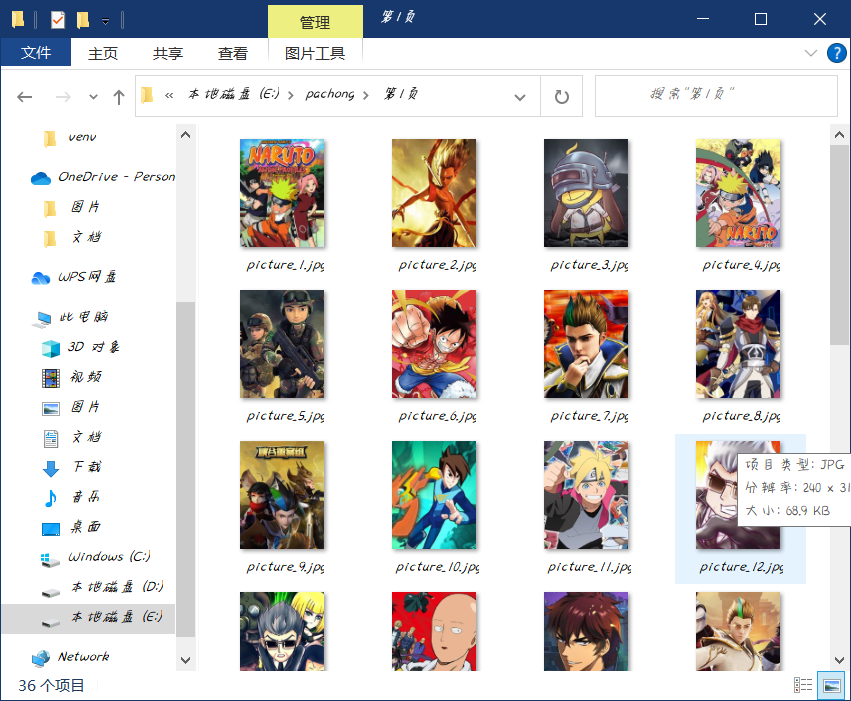 管理
第1页
文件
主页
共享
查看
图片工具
« 本地磁盘 (E:) > pachong > 第1页
搜索"第1页"
venv
OneDrive - Person
图片
文档
WPS网盘
此电脑
3D 对象
视频
图片
文档
下载
音乐
桌面
Windows (C:)
本地磁盘 (D:)
本地磁盘 (E:)
Network
NARUTO
picture_1.jpg
picture_2.jpg
picture_3.jpg
NARUTO
picture_4.jpg
picture_5.jpg
picture_6.jpg
picture_7.jpg
picture_8.jpg
picture_9.jpg
picture_10.jpg
picture_11.jpg
picture_12.jpg
项目类型: JPG
分辨率: 240 x 31
大小: 68.9 KB
36 个项目